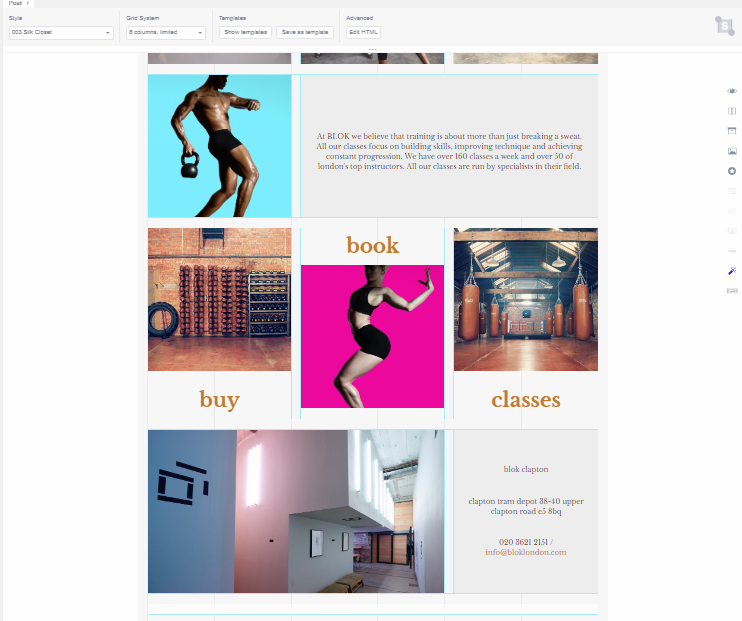 Post
Style
Grid System
Templates
Advanced
003 Silk Closet
6 columns, limited
Show templates
Save as template
Edit HTML
At BLOK we believe that training is about more than just breaking a sweat.
All our classes focus on building skills, improving technique and achieving
constant progression. We have over 160 classes a week and over 50 of
london's top instructors. All our classes are run by specialists in their field.
book
buy
classes
blok clapton
clapton tram depot 38-40 upper
clapton road e5 8bq
020 3621 2151 /
info@bloklondon.com